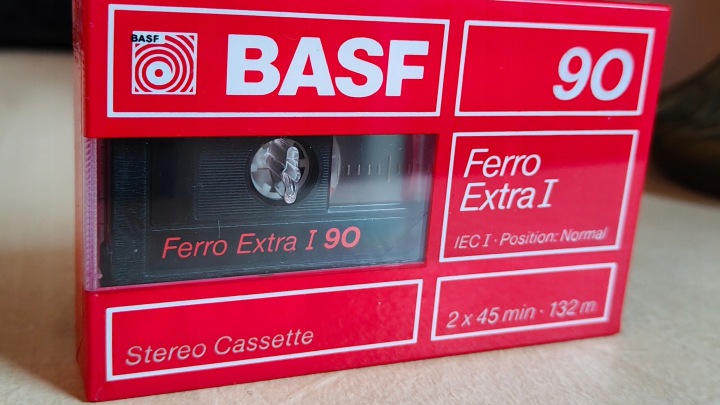 BASF
BASF
90
Ferro
Extra I
IEC I · Position: Normal
Ferro Extra I 90
Stereo Cassette
2 x 45 min · 132 m